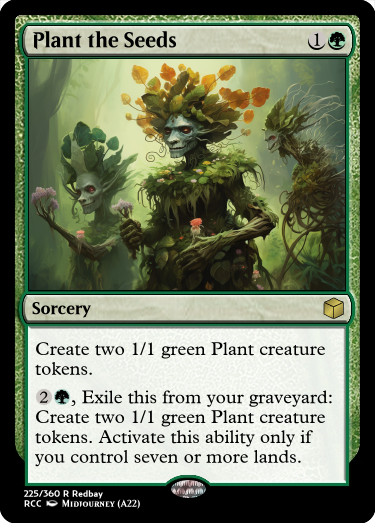 Plant the Seeds 1
Sorcery
Create two 1/1 green Plant creature
tokens.
2, Exile this from your graveyard:
Create two 1/1 green Plant creature
tokens. Activate this ability only if
you control seven or more lands.
225/360 R Redbay
RCC MIDJOURNEY (A22)